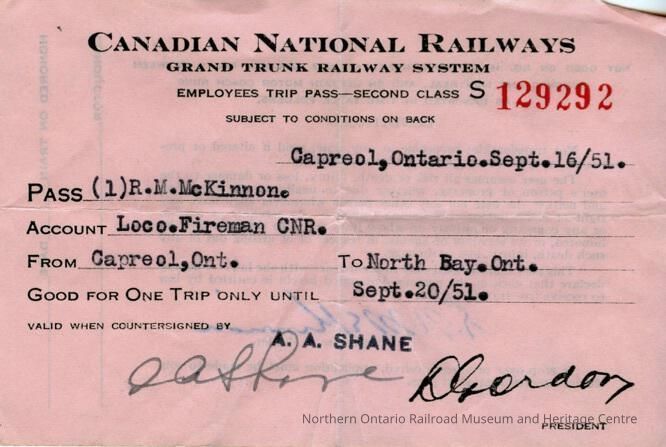 CANADIAN NATIONAL RAILWAYS
GRAND TRUNK RAILWAY SYSTEM
EMPLOYEES TRIP PASS—SECOND CLASS S 129292
SUBJECT TO CONDITIONS ON BACK
Capreol,Ontario.Sept.16/51.
PASS (1)R.M.McKinnon.
ACCOUNT Loco.Fireman CNR.
FROM Capreol,Ont. TO North Bay.Ont.
GOOD FOR ONE TRIP ONLY UNTIL Sept.20/51.
VALID WHEN COUNTERSIGNED BY
A. A. SHANE
A A Shane D Gordon
Northern Ontario Railroad Museum and Heritage Centre
PRESIDENT